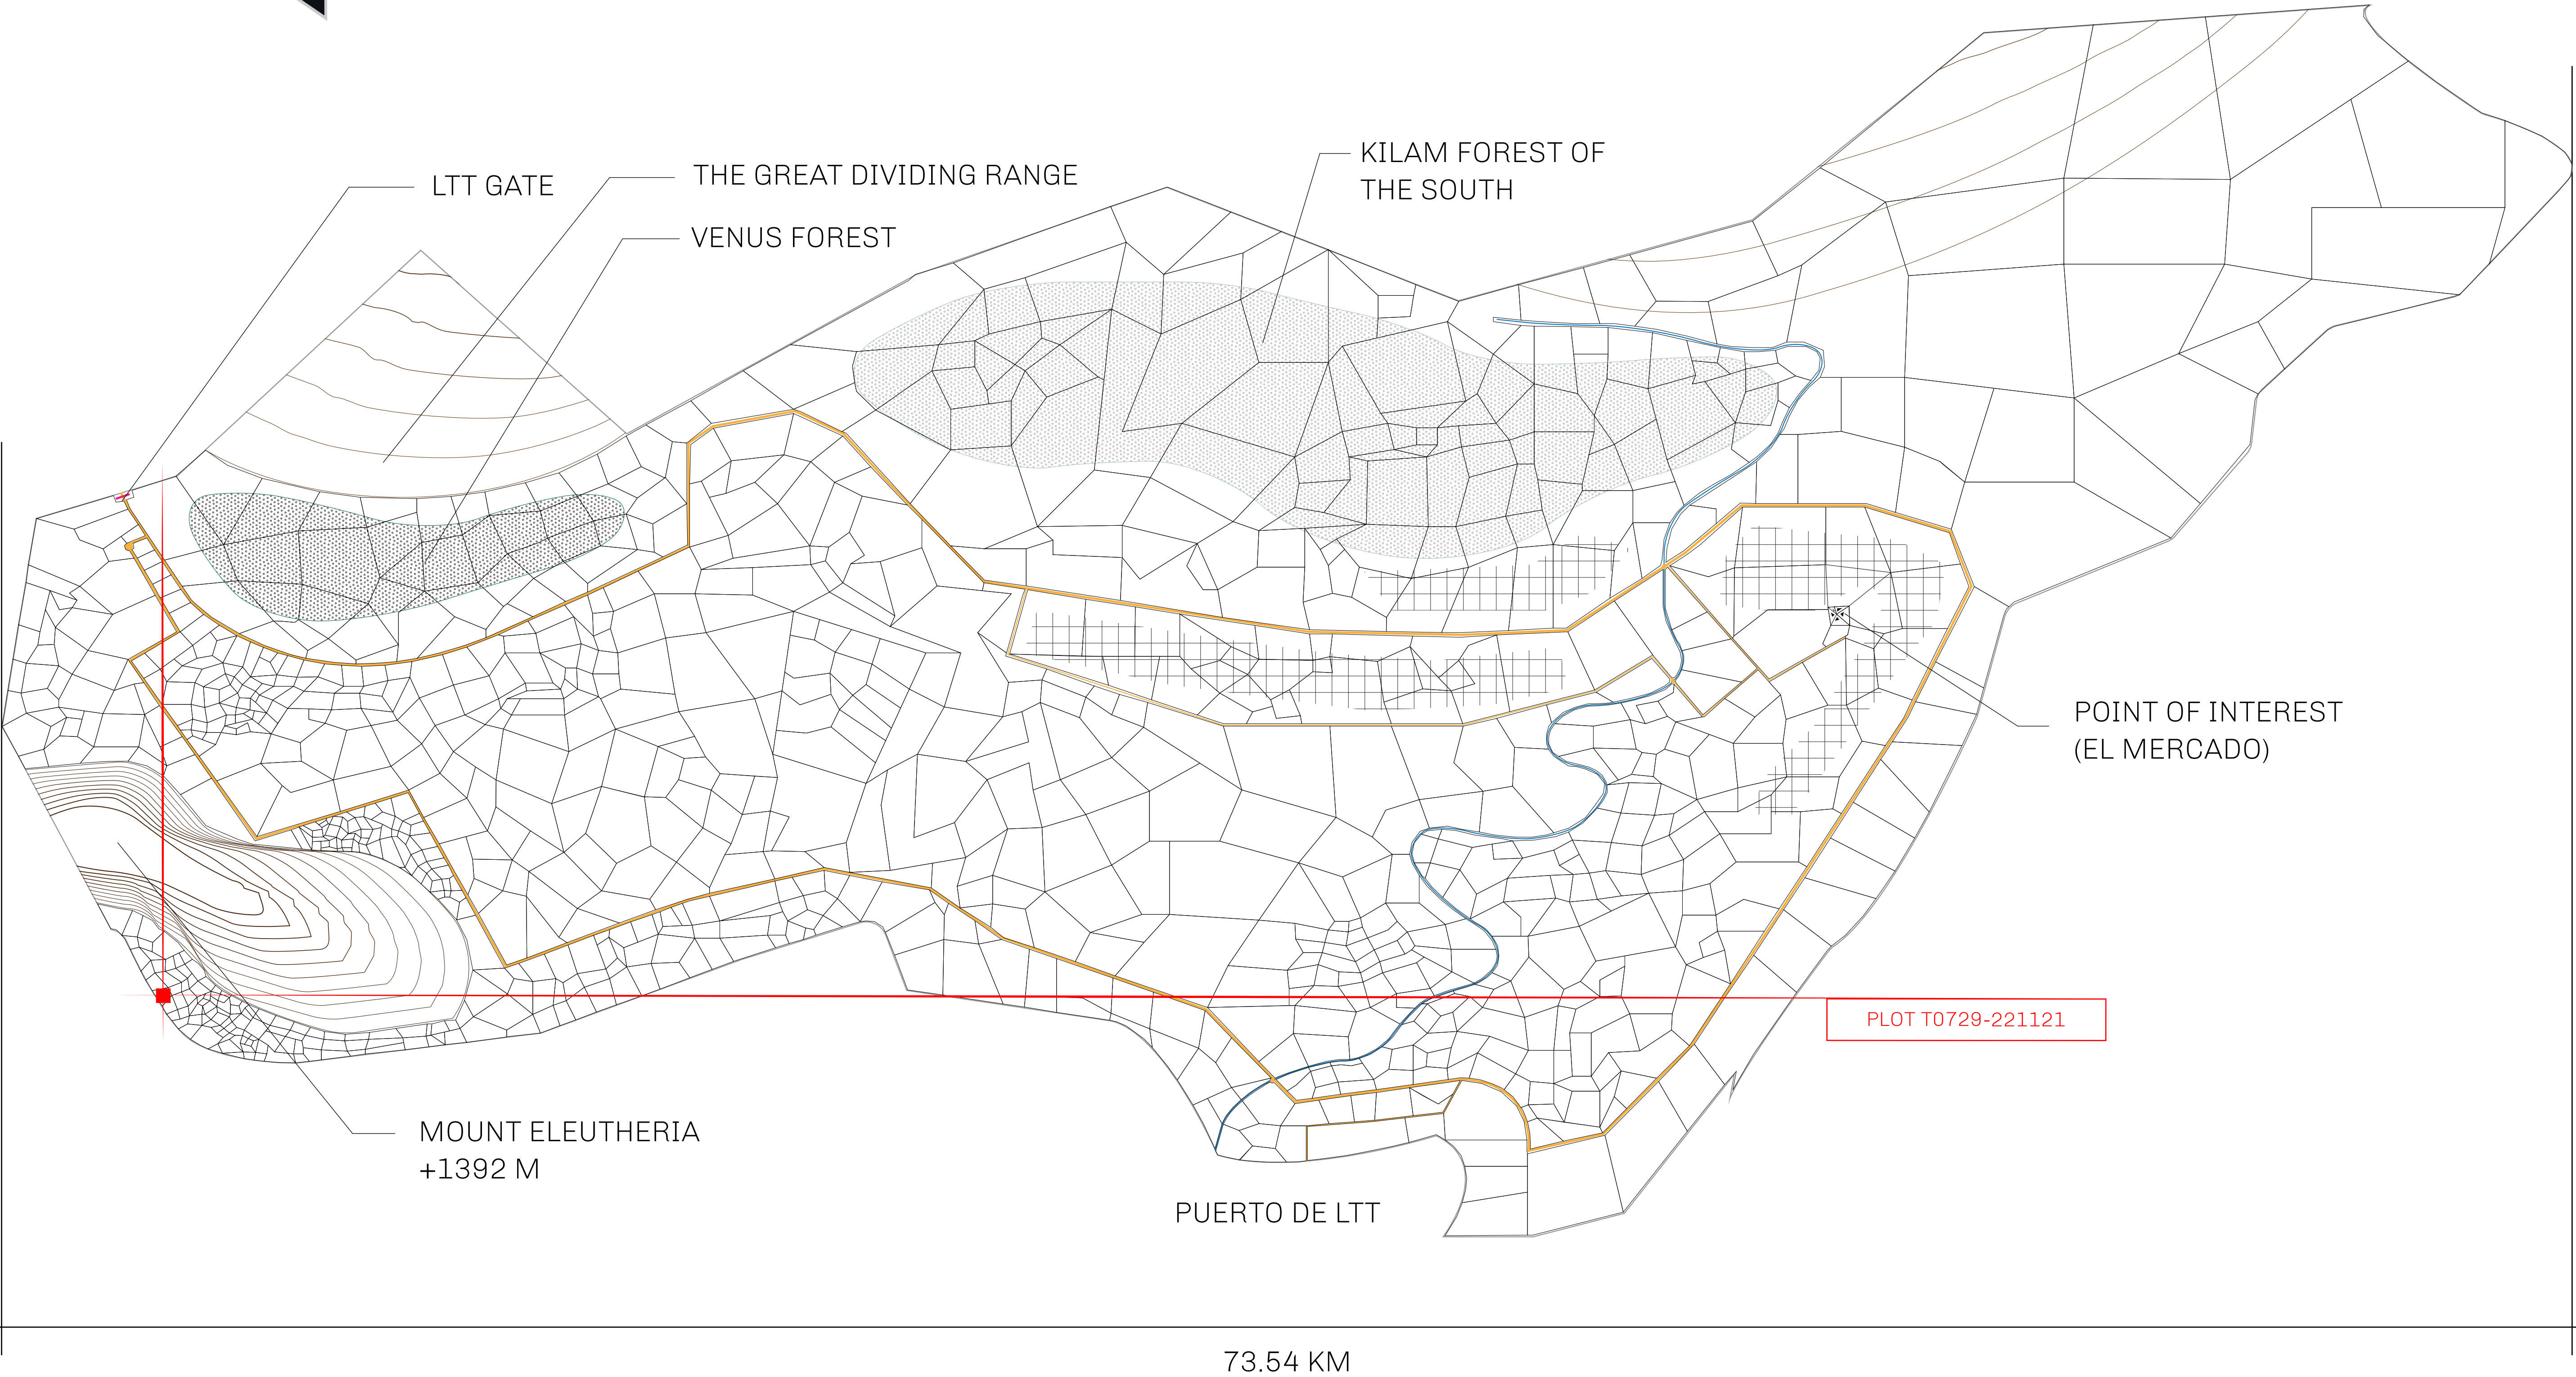 KILAM FOREST OF
THE SOUTH
THE GREAT DIVIDING RANGE
LTT GATE
VENUS FOREST
POINT OF INTEREST
(EL MERCADO)
PLOT T0729-221121
MOUNT ELEUTHERIA
+1392 M
PUERTO DE LTT
73.54 KM